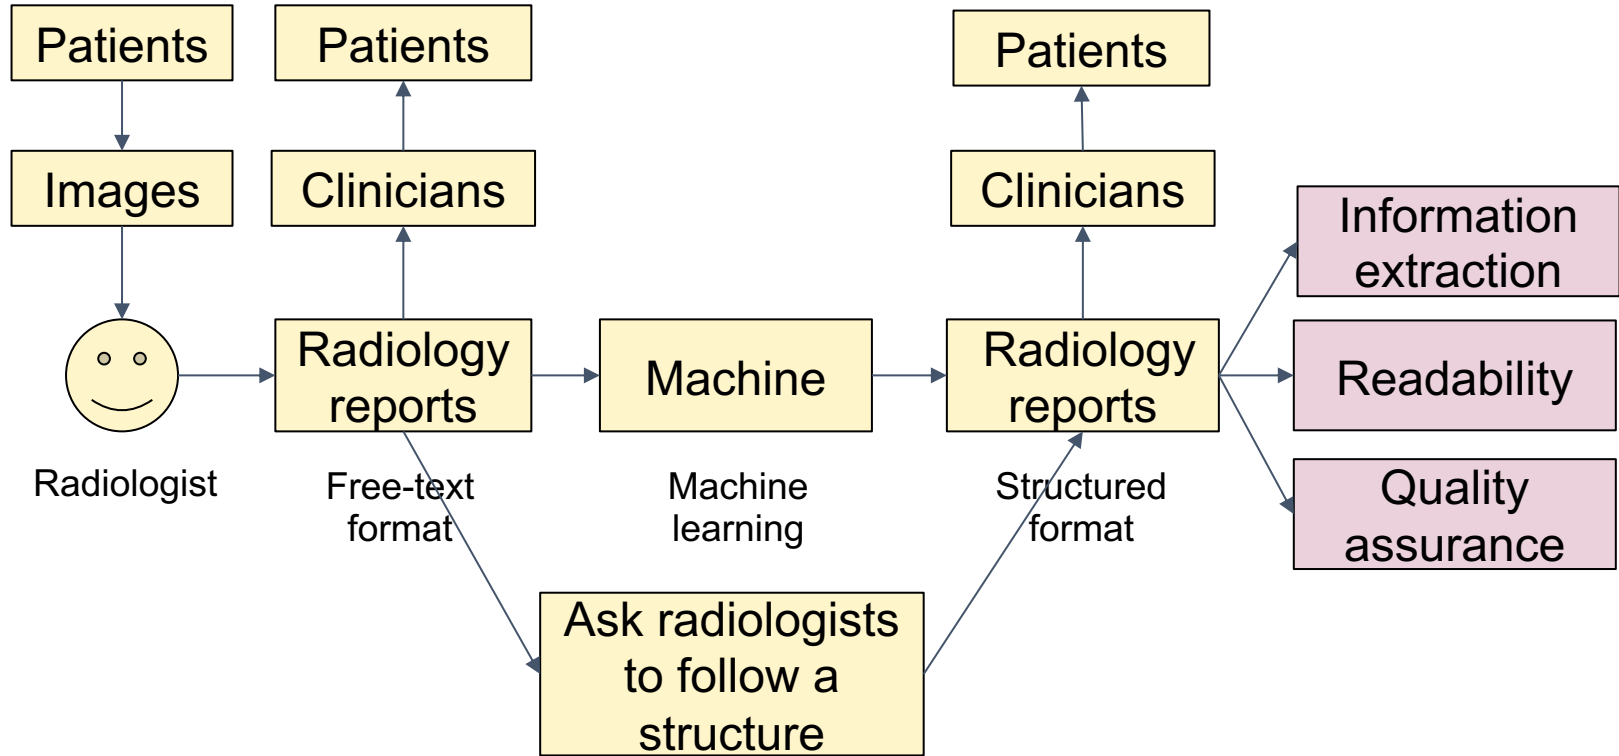 Patients
Patients
Patients
Images
Clinicians
Clinicians
Information
extraction
Radiology
reports
Machine
Radiology
reports
Readability
Radiologist
Free-text
format
Machine
learning
Structured
format
Quality
assurance
Ask radiologists
to follow a
structure